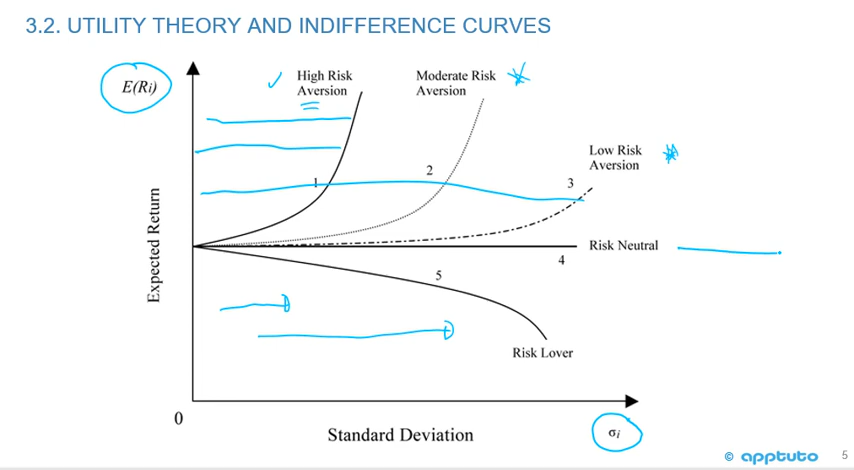 3.2. UTILITY THEORY AND INDIFFERENCE CURVES
E(Ri)
High Risk
Aversion
Moderate Risk
Aversion
Low Risk
Aversion
1
2
3
Expected Return
Risk Neutral
4
5
Risk Lover
0
Standard Deviation
σi
© apptuto
5